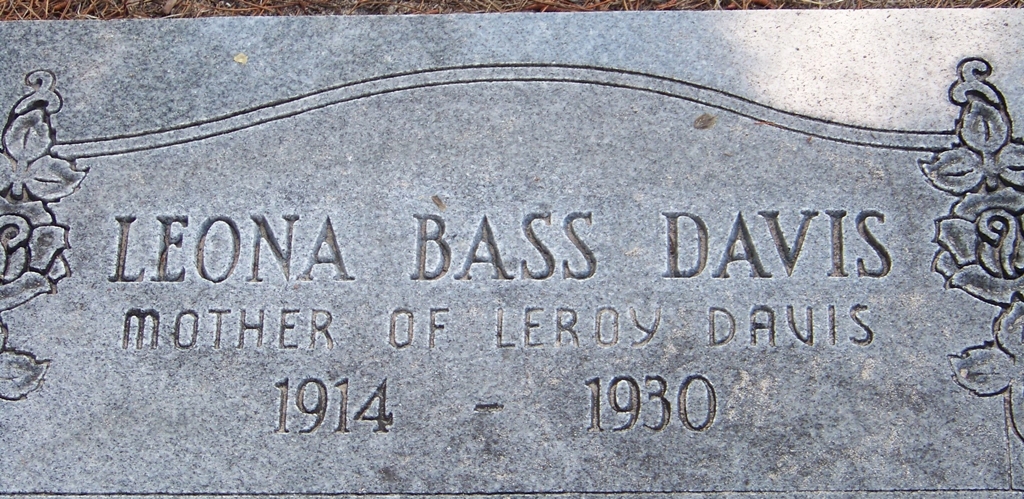 LEONA BASS DAVIS
MOTHER OF LEROY DAVIS
1914 - 1930